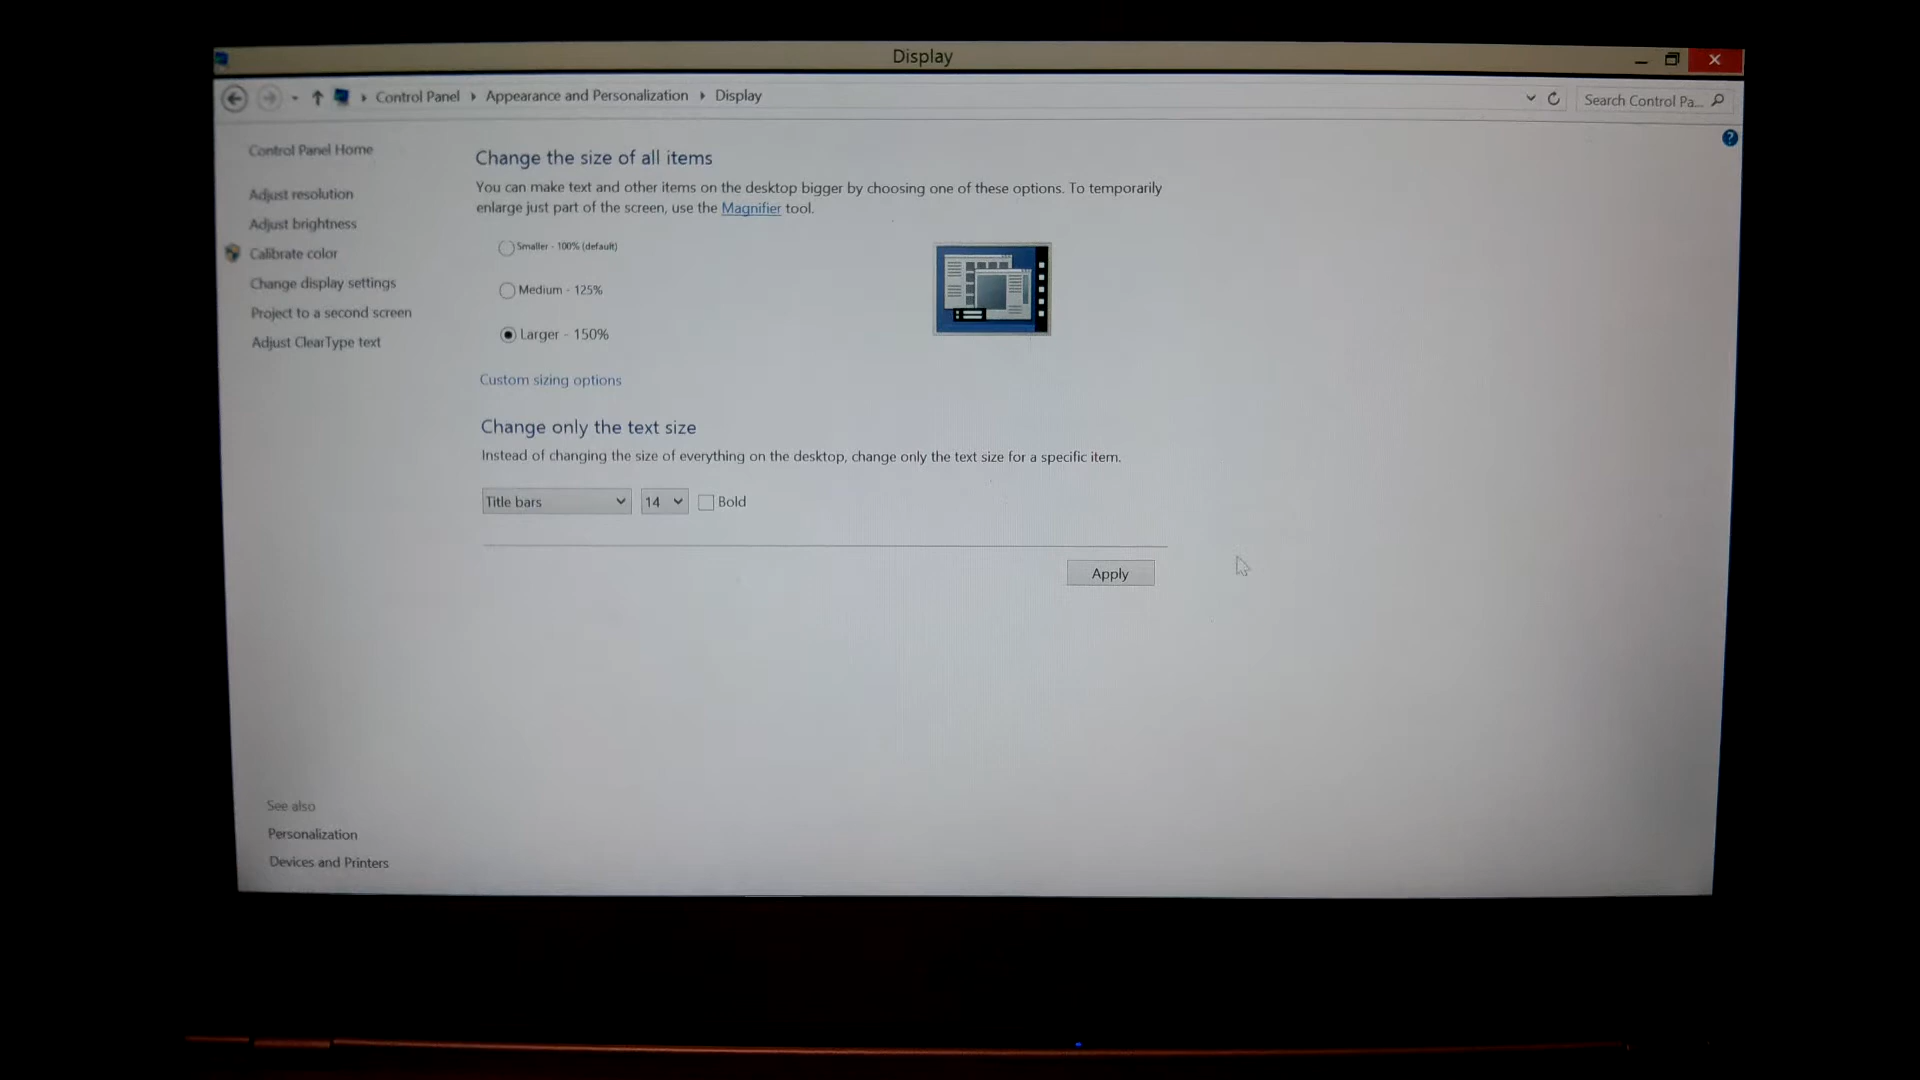 Display
Control Panel Appearance and Personalization Display
Search Control Pa...
?
Control Panel Home
Adjust resolution
Adjust brightness
Calibrate color
Change display settings
Project to a second screen
Adjust ClearType text
Change the size of all items
You can make text and other items on the desktop bigger by choosing one of these options. To temporarily
enlarge just part of the screen, use the Magnifier tool.
Smaller - 100% (default)
Medium - 125%
Larger - 150%
Custom sizing options
Change only the text size
Instead of changing the size of everything on the desktop, change only the text size for a specific item.
Title bars 14 Bold
Apply
See also
Personalization
Devices and Printers